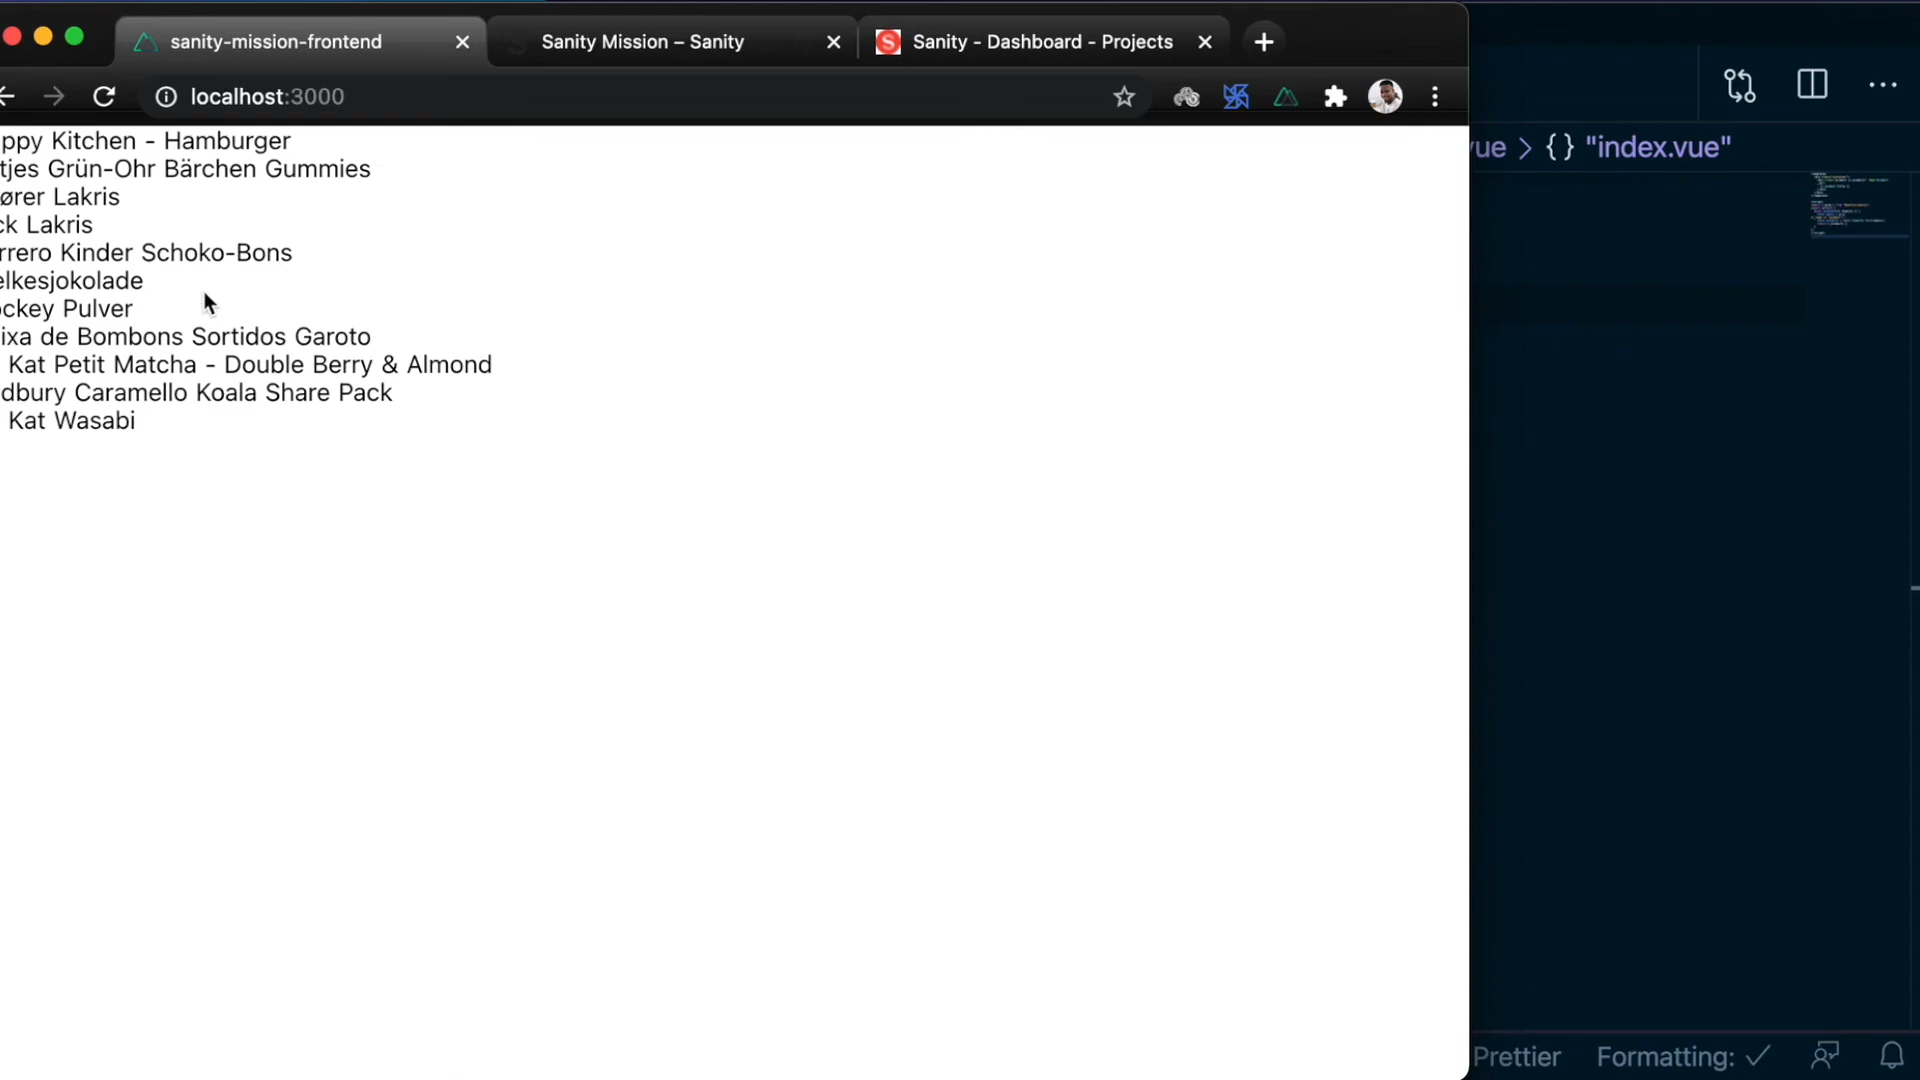 sanity-mission-frontend
Sanity Mission – Sanity
Sanity - Dashboard - Projects
localhost:3000
ppy Kitchen - Hamburger
tjes Grün-Ohr Bärchen Gummies
ører Lakris
ck Lakris
rrero Kinder Schoko-Bons
elkesjokolade
ockey Pulver
ixa de Bombons Sortidos Garoto
Kat Petit Matcha - Double Berry & Almond
dbury Caramello Koala Share Pack
Kat Wasabi
vue > {} "index.vue"
Prettier Formatting: ✓